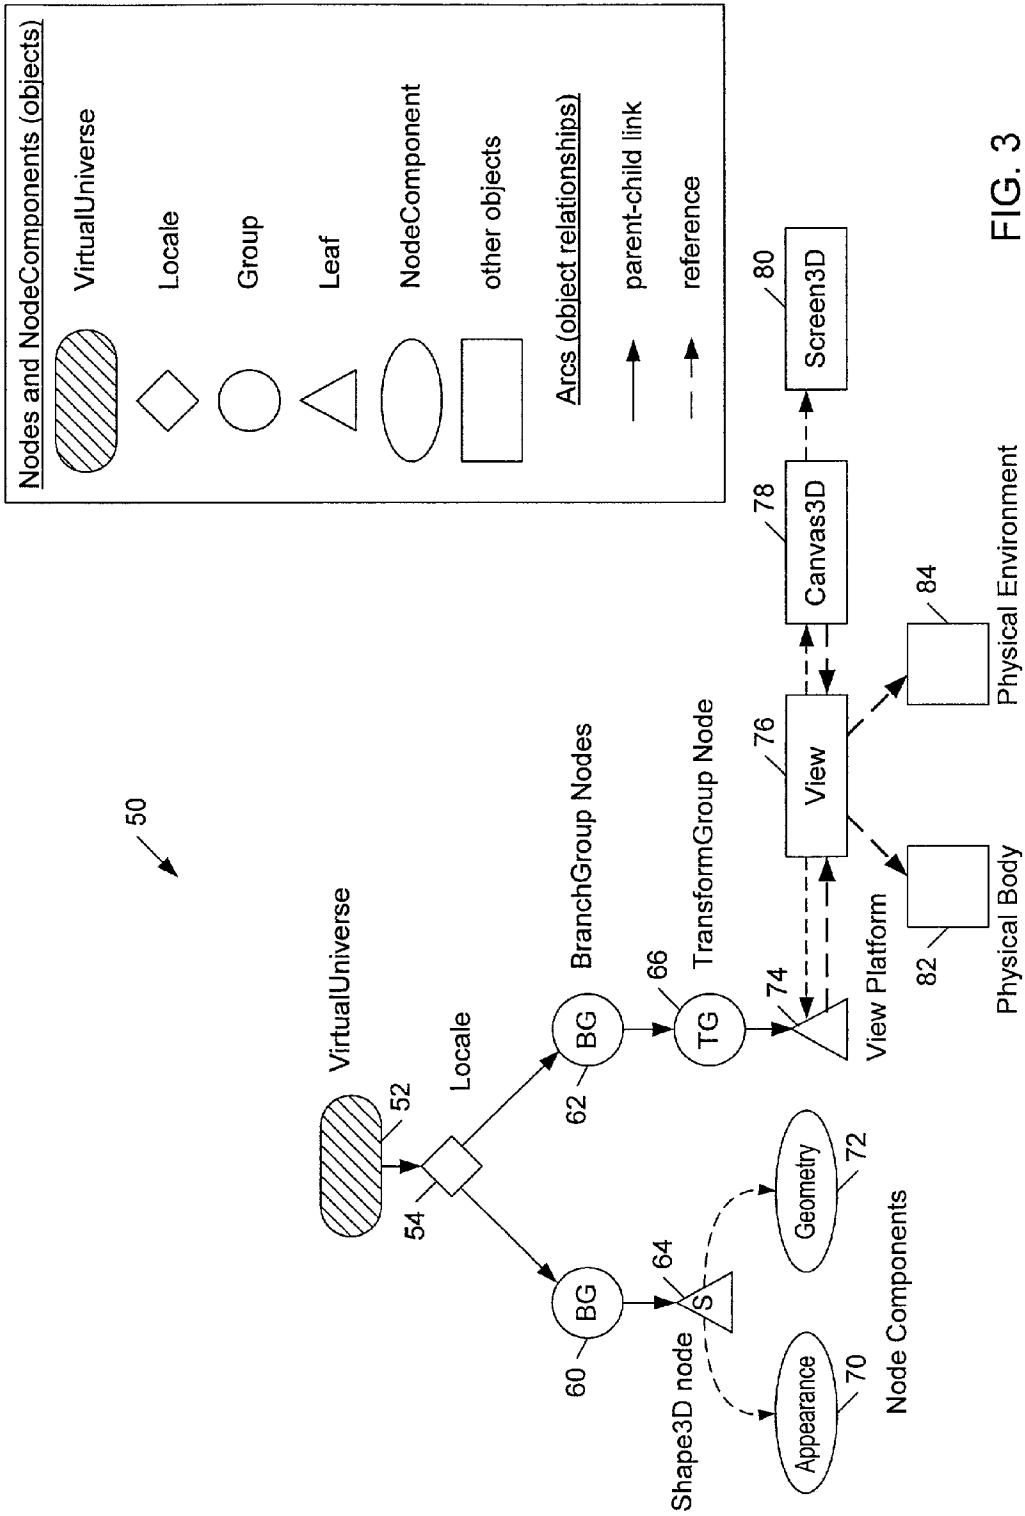 Nodes and NodeComponents (objects)
VirtualUniverse
Locale
Group
Leaf
NodeComponent
other objects
Arcs (object relationships)
parent-child link
reference
50
VirtualUniverse
52
Locale
54
BranchGroup Nodes
BG
60
BG
62
TransformGroup Node
TG
66
Shape3D node
S
64
74
View Platform
View
76
Canvas3D
78
Screen3D
80
Appearance
70
Geometry
72
Node Components
82
Physical Body
84
Physical Environment
FIG. 3